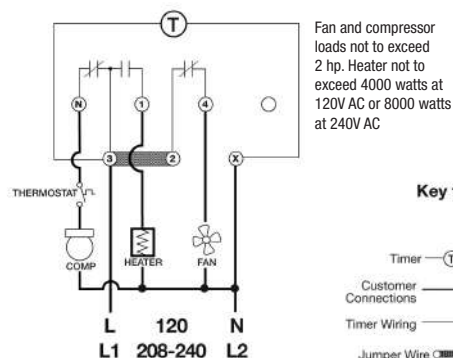 T
Fan and compressor
loads not to exceed
2 hp. Heater not to
exceed 4000 watts at
120V AC or 8000 watts
at 240V AC
N 1 4
3 2 X
THERMOSTAT
COMP HEATER FAN
L 120 N
L1 208-240 L2
Key
Timer T
Customer
Connections
Timer Wiring
Jumper Wire